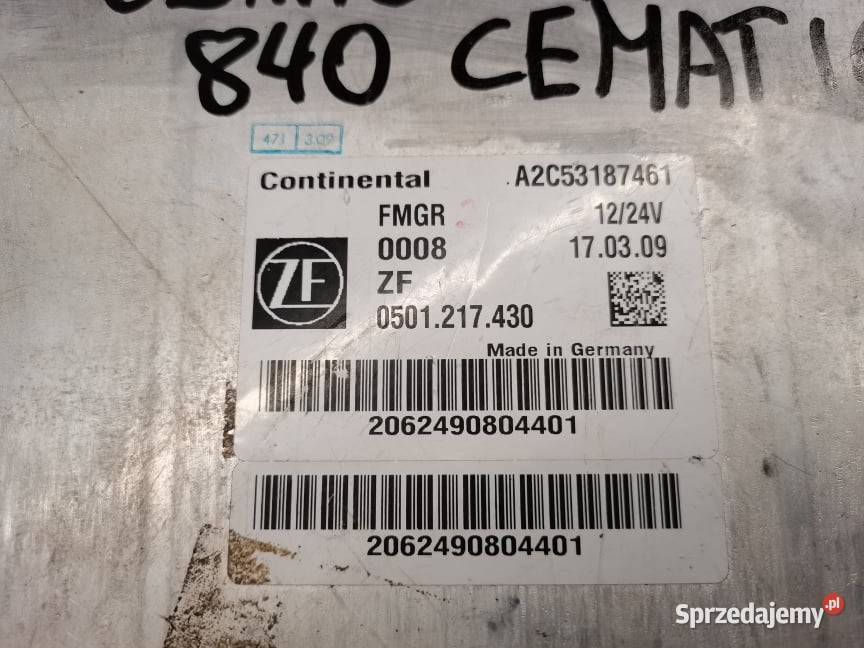 840 CEMATI
471 3.09
Continental A2C53187461
FMGR 12/24V
0008 17.03.09
ZF ZF
0501.217.430
Made in Germany
2062490804401
2062490804401
Sprzedajemy.pl